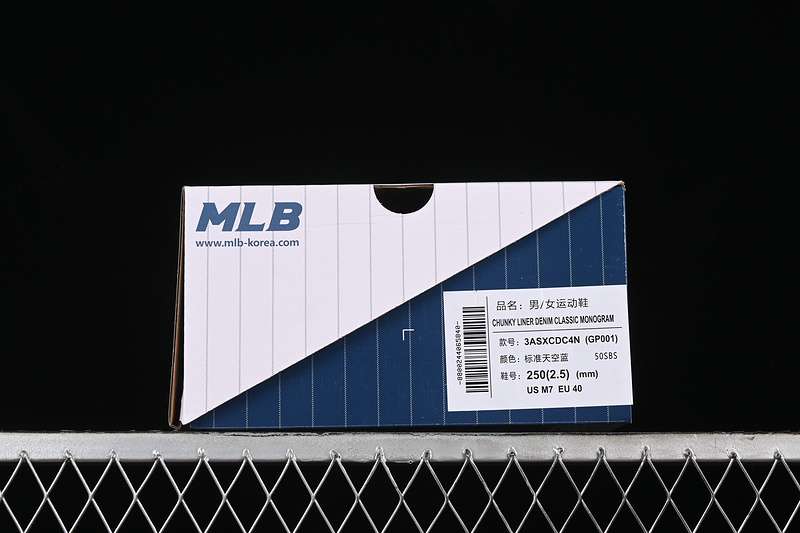 MLB
www.mlb-korea.com
品名: 男/女运动鞋
CHUNKY LINER DENIM CLASSIC MONOGRAM
款号: 3ASXCDC4N (GP001)
颜色: 标准天空蓝 50SBS
鞋号: 250(2.5) (mm)
US M7 EU 40